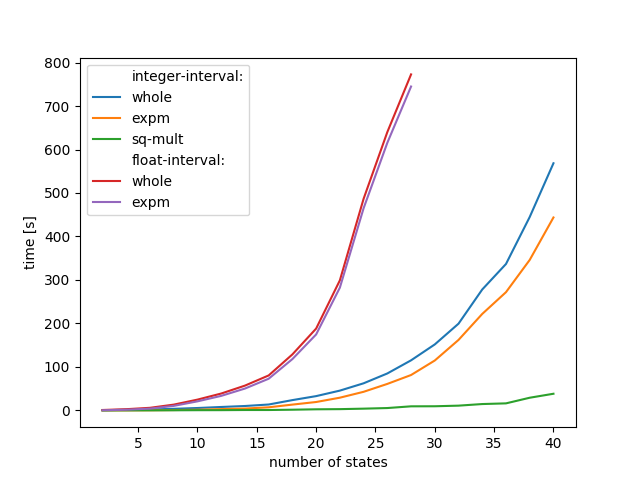 800
700
600
500
400
300
200
100
0
time [s]
integer-interval:
whole
expm
sq-mult
float-interval:
whole
expm
5 10 15 20 25 30 35 40
number of states